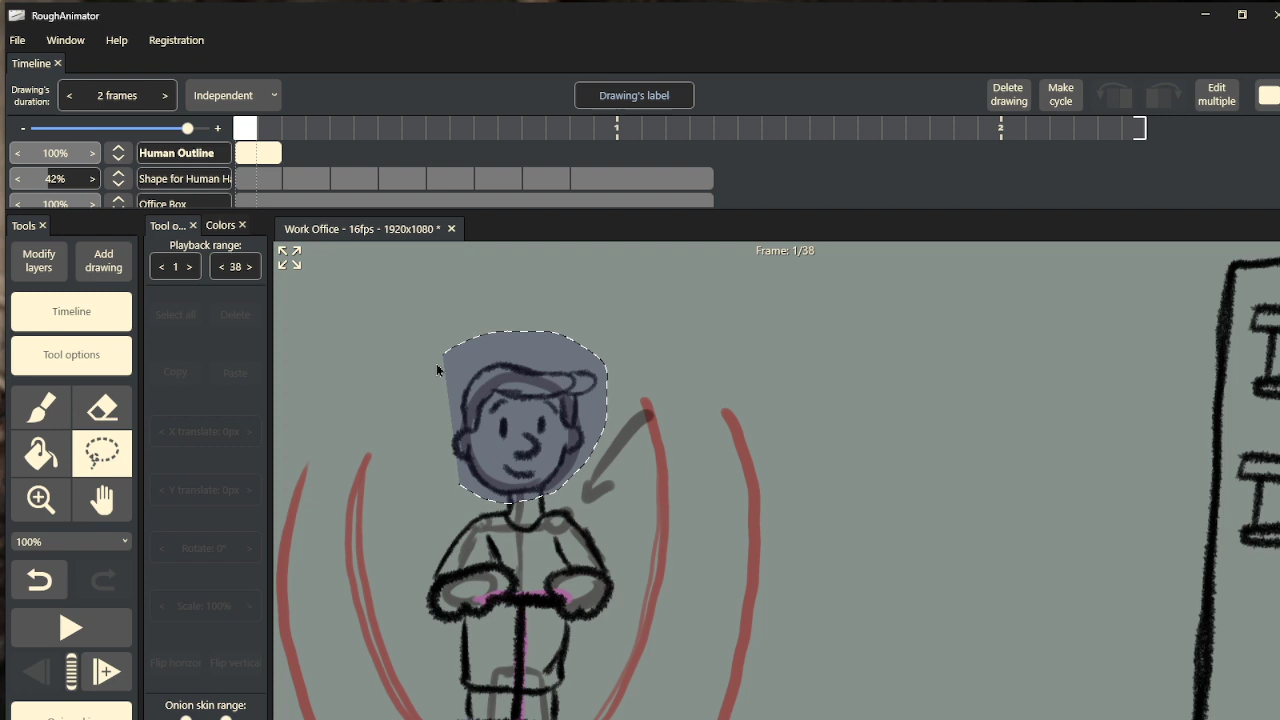 RoughAnimator
File Window Help Registration
Timeline
Drawing's duration:
< 2 frames >
Independent
Drawing's label
Delete drawing
Make cycle
Edit multiple
- +
1 2
< 100% > Human Outline
< 42% > Shape for Human H
< 100% > Office Box
Tools
Tool o...
Colors
Work Office - 16fps - 1920x1080 *
Modify layers
Add drawing
Playback range:
< 1 > < 38 >
Frame: 1/38
Timeline
Tool options
Select all Delete
Copy Paste
< X translate: 0px >
< Y translate: 0px >
< Rotate: 0° >
< Scale: 100% >
Flip horizor Flip vertical
100%
Onion skin range: